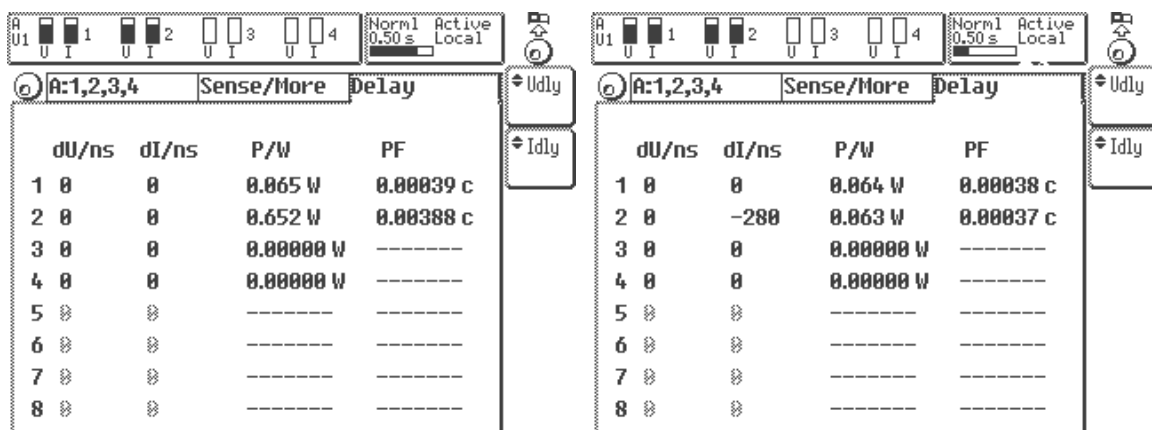 A U1 U I 1 U I 2 U I 3 U I 4 Norml Active
0.50 s Local
A:1,2,3,4 Sense/More Delay
Udly
Idly
dU/ns dI/ns P/W PF
1 0 0 0.065 W 0.00039 c
2 0 0 0.652 W 0.00388 c
3 0 0 0.00000 W -------
4 0 0 0.00000 W -------
5 0 0 ------- -------
6 0 0 ------- -------
7 0 0 ------- -------
8 0 0 ------- -------
A U1 U I 1 U I 2 U I 3 U I 4 Norml Active
0.50 s Local
A:1,2,3,4 Sense/More Delay
Udly
Idly
dU/ns dI/ns P/W PF
1 0 0 0.064 W 0.00038 c
2 0 -280 0.063 W 0.00037 c
3 0 0 0.00000 W -------
4 0 0 0.00000 W -------
5 0 0 ------- -------
6 0 0 ------- -------
7 0 0 ------- -------
8 0 0 ------- -------